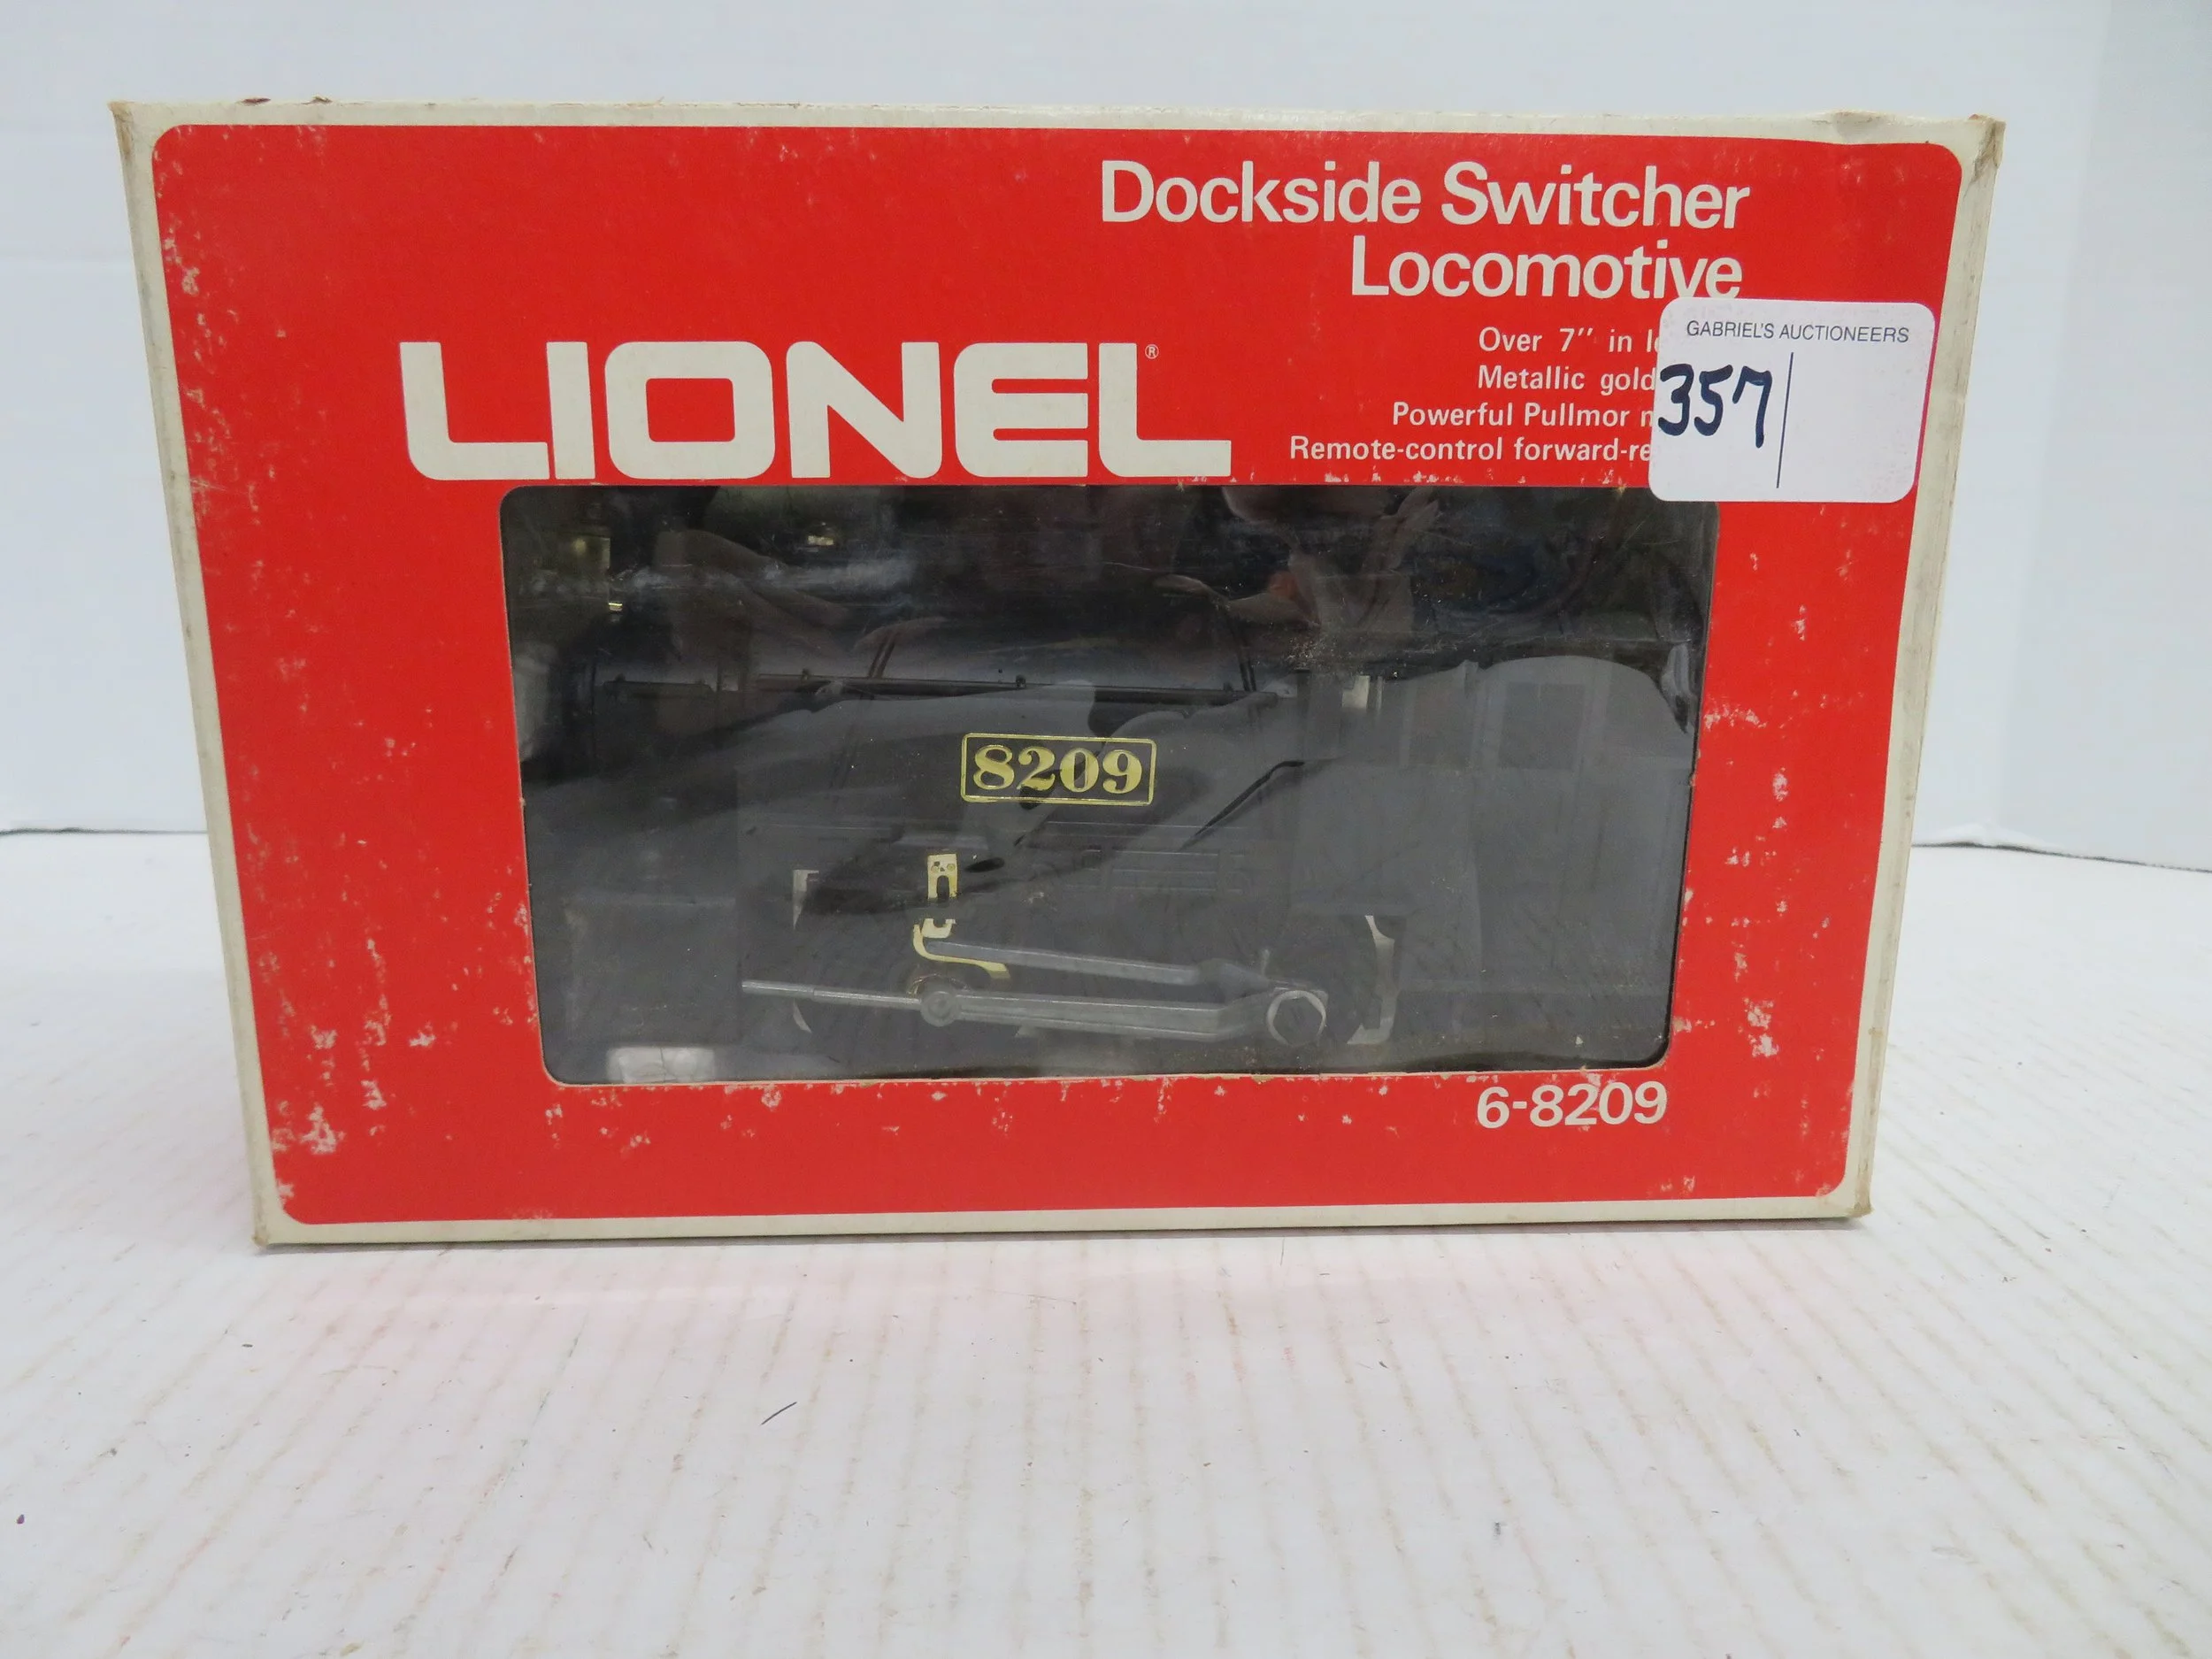 Dockside Switcher
Locomotive
LIONEL®
Over 7" in
Metallic gold
Powerful Pullmor
Remote-control forward-re
GABRIEL'S AUCTIONEERS
357
8209
6-8209